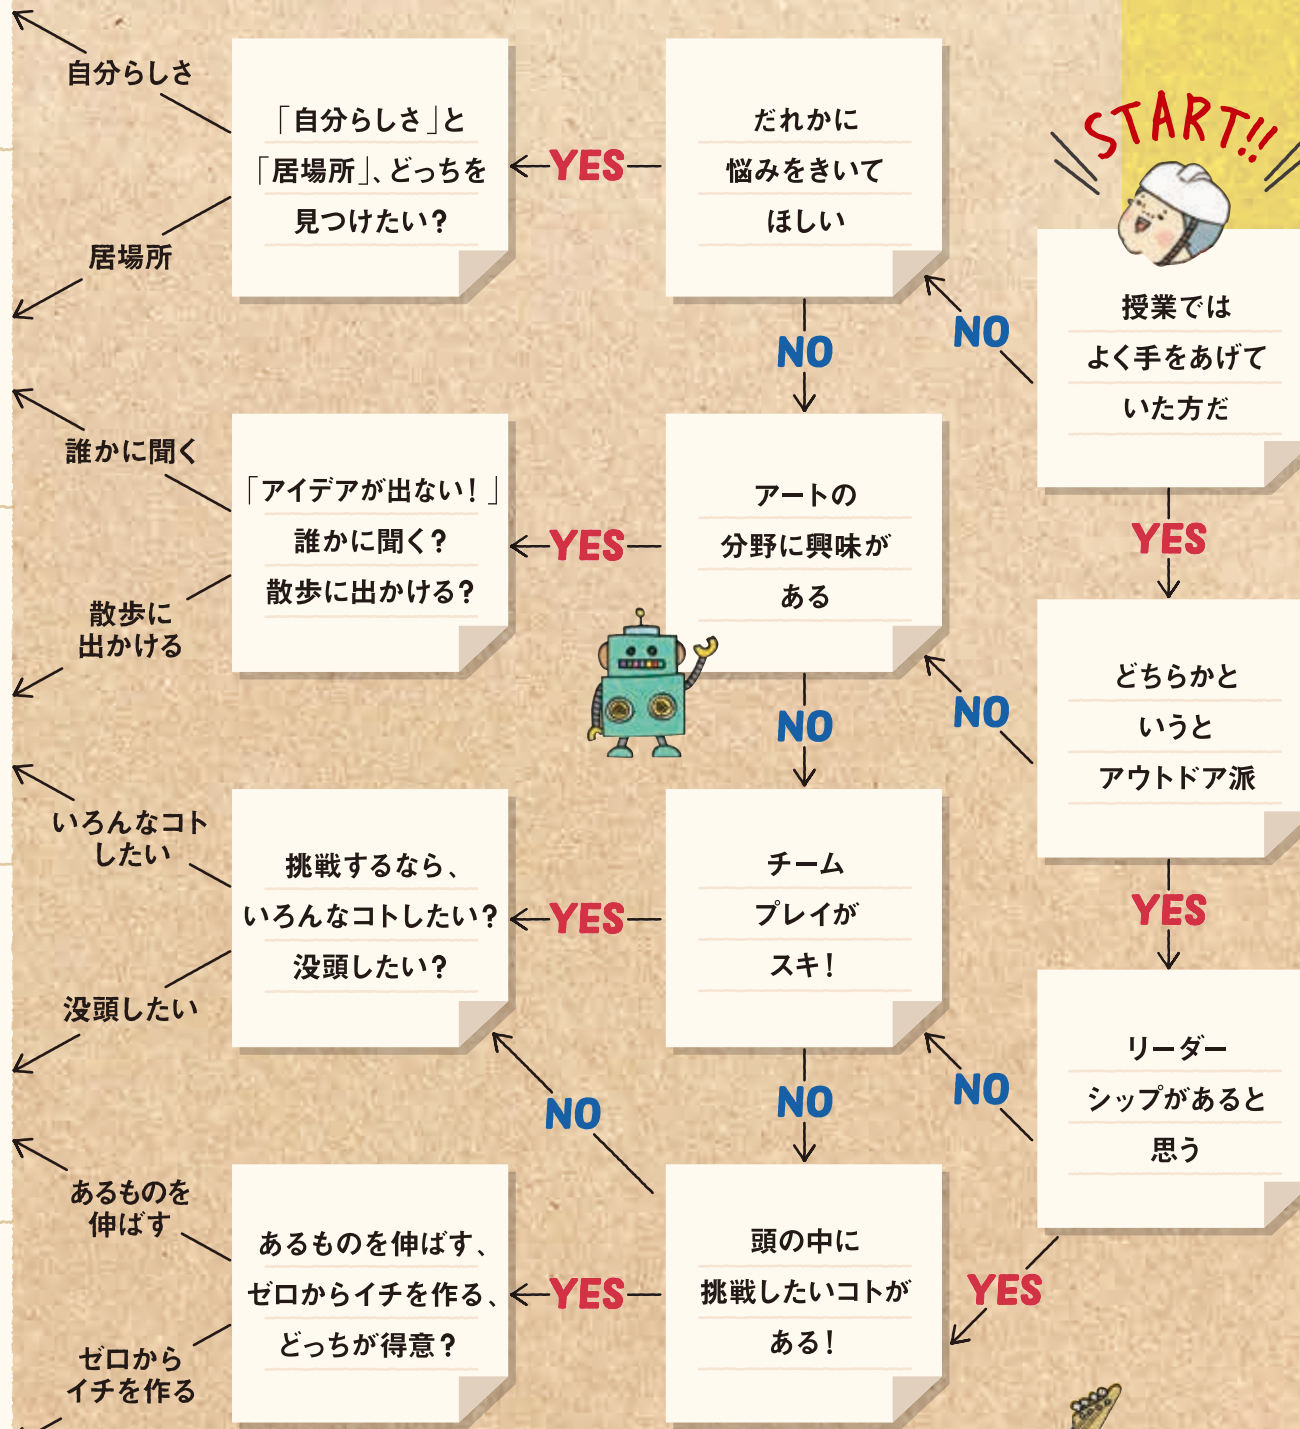 START!!
授業では
よく手をあげて
いた方だ
NO
YES
どちらかと
いうと
アウトドア派
NO
YES
リーダー
シップがあると
思う
NO
YES
だれかに
悩みをきいて
ほしい
YES
NO
アートの
分野に興味が
ある
YES
NO
チーム
プレイが
スキ！
YES
NO
頭の中に
挑戦したいコトが
ある！
NO
YES
「自分らしさ」と
「居場所」、どっちを
見つけたい？
自分らしさ
居場所
「アイデアが出ない！」
誰かに聞く？
散歩に出かける？
誰かに聞く
散歩に
出かける
挑戦するなら、
いろんなコトしたい？
没頭したい？
いろんなコト
したい
没頭したい
あるものを伸ばす、
ゼロからイチを作る、
どっちが得意？
あるものを
伸ばす
ゼロから
イチを作る